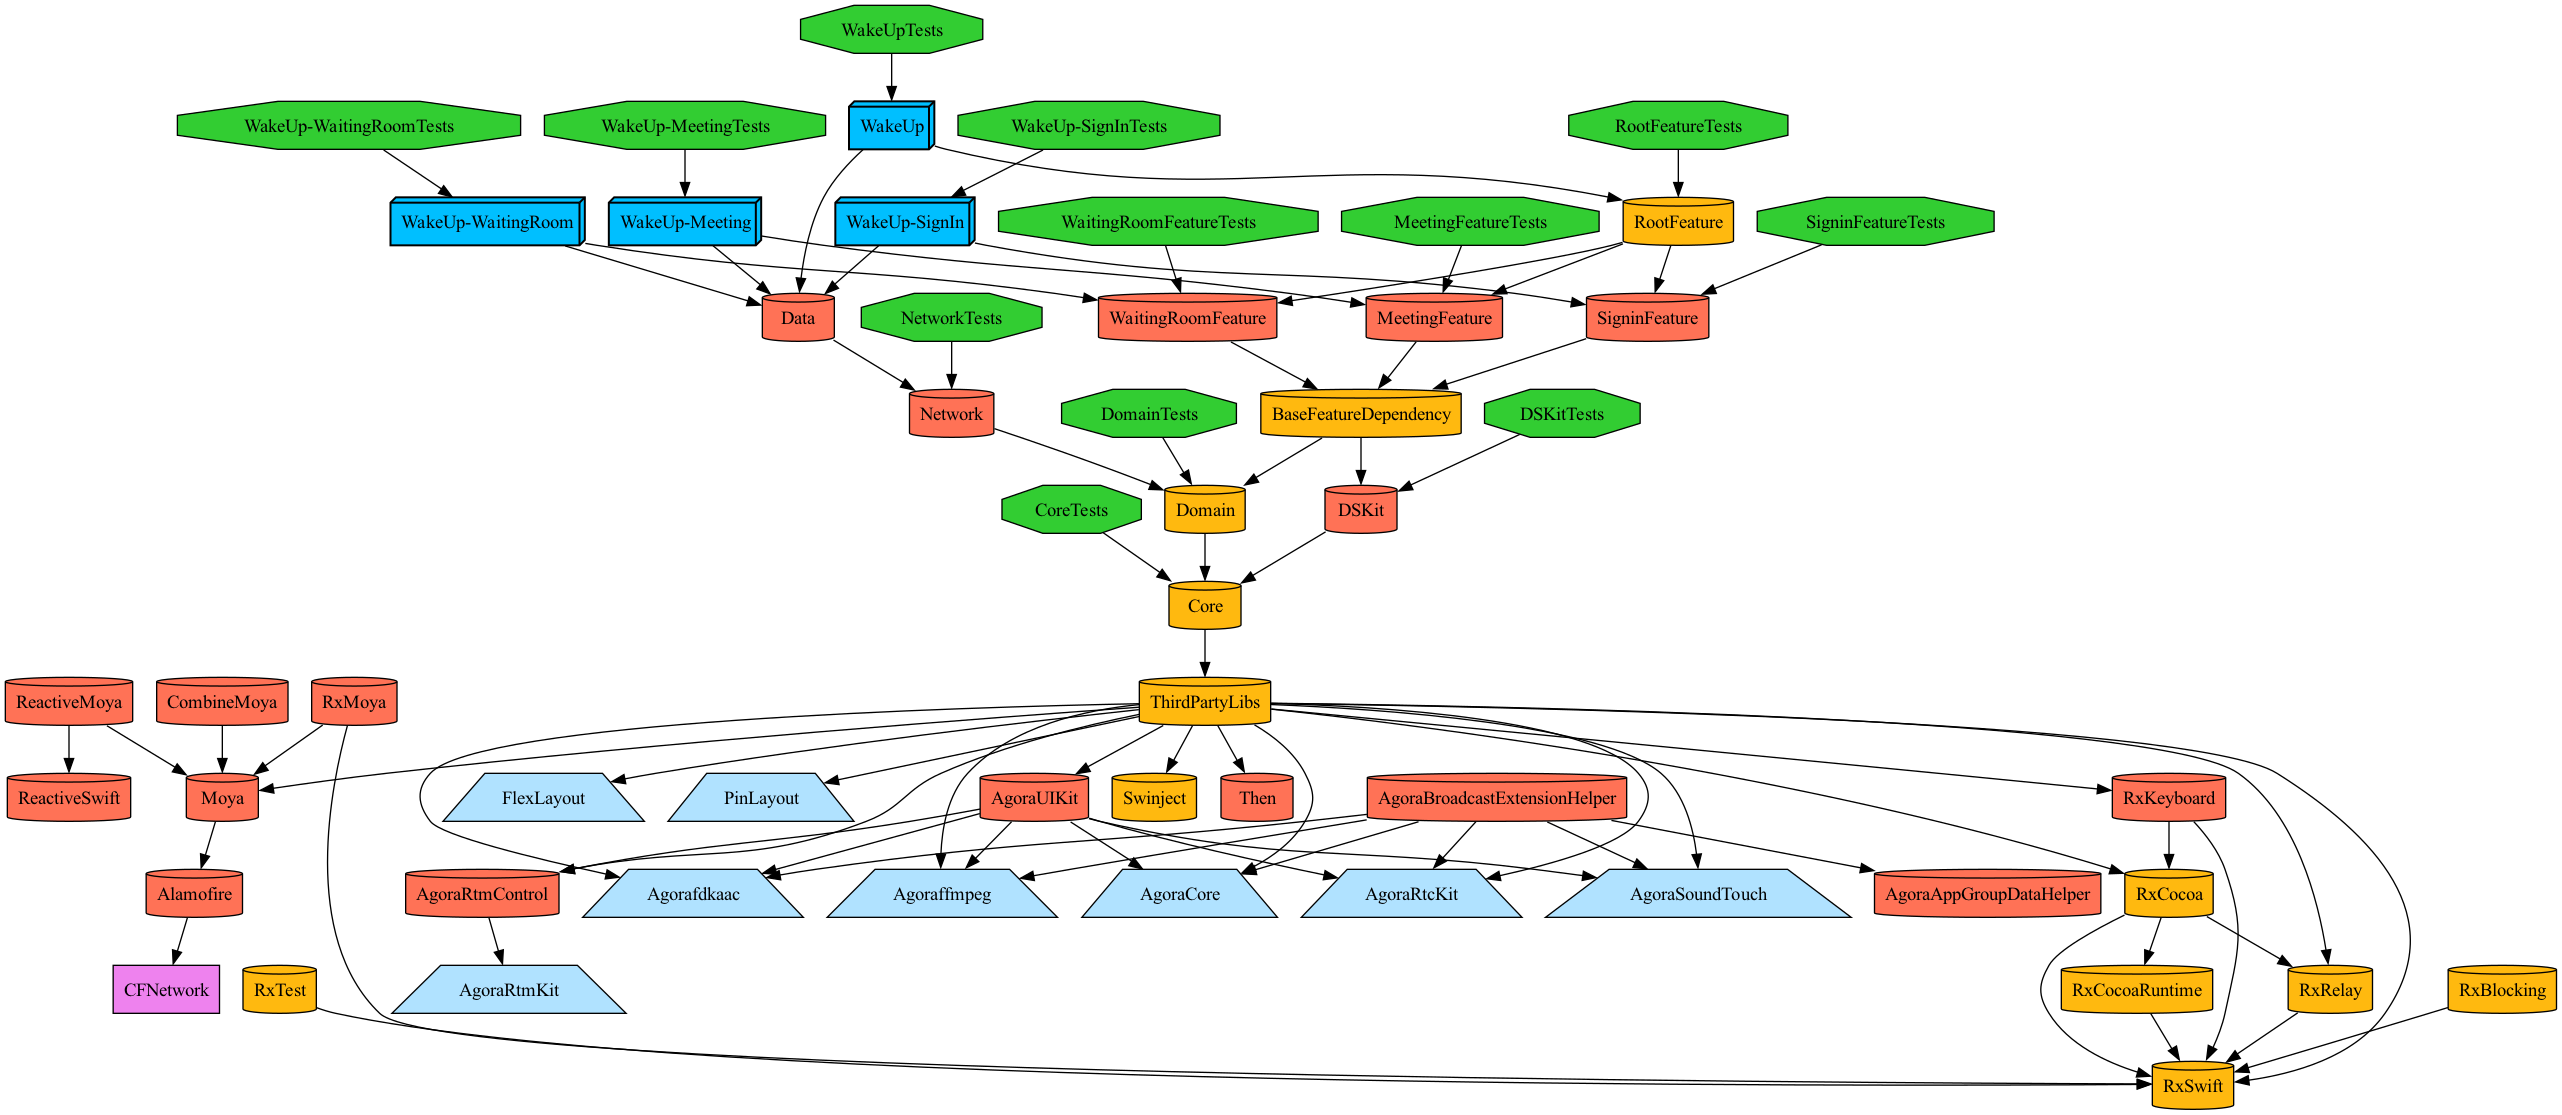 WakeUpTests
WakeUp-WaitingRoomTests
WakeUp-MeetingTests
WakeUp
WakeUp-SignInTests
RootFeatureTests
WakeUp-WaitingRoom
WakeUp-Meeting
WakeUp-SignIn
WaitingRoomFeatureTests
MeetingFeatureTests
RootFeature
SigninFeatureTests
Data
NetworkTests
WaitingRoomFeature
MeetingFeature
SigninFeature
Network
DomainTests
BaseFeatureDependency
DSKitTests
CoreTests
Domain
DSKit
Core
ReactiveMoya
CombineMoya
RxMoya
ThirdPartyLibs
ReactiveSwift
Moya
FlexLayout
PinLayout
AgoraUIKit
Swinject
Then
AgoraBroadcastExtensionHelper
RxKeyboard
Alamofire
AgoraRtmControl
Agorafdkaac
Agoraffmpeg
AgoraCore
AgoraRtcKit
AgoraSoundTouch
AgoraAppGroupDataHelper
RxCocoa
CFNetwork
RxTest
AgoraRtmKit
RxCocoaRuntime
RxRelay
RxBlocking
RxSwift